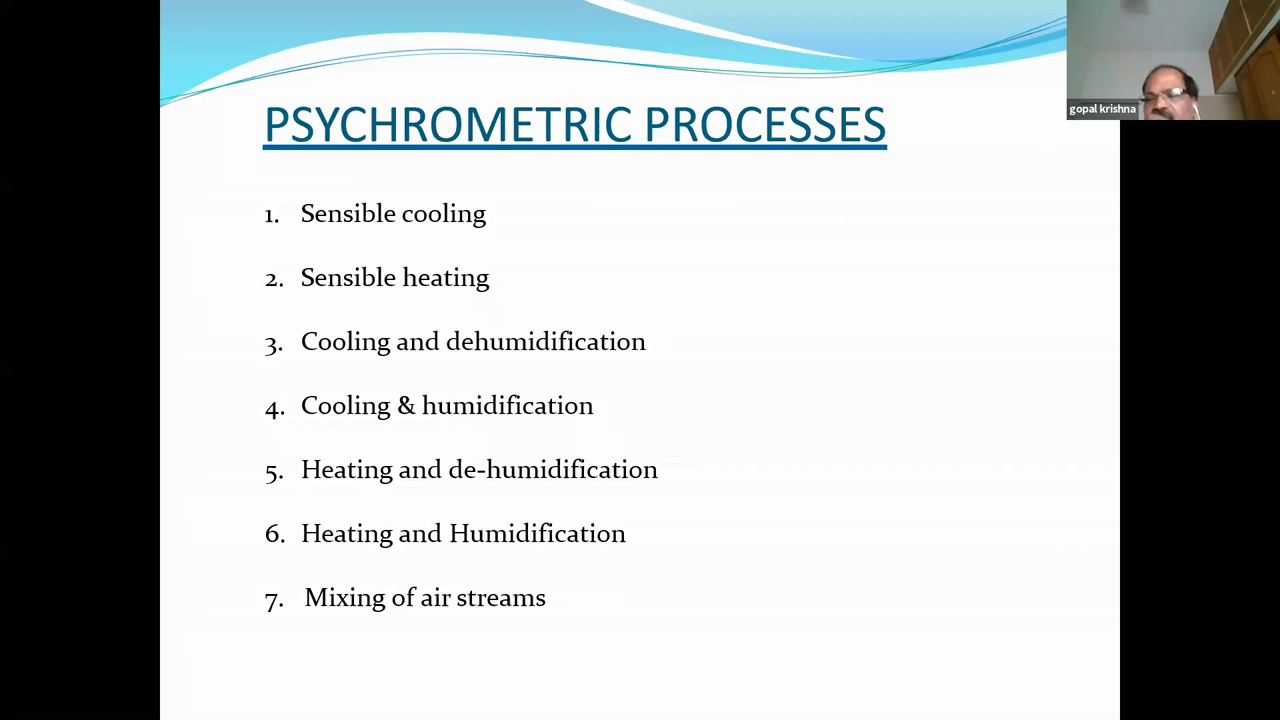 PSYCHROMETRIC PROCESSES
gopal krishna
1. Sensible cooling
2. Sensible heating
3. Cooling and dehumidification
4. Cooling & humidification
5. Heating and de-humidification
6. Heating and Humidification
7. Mixing of air streams